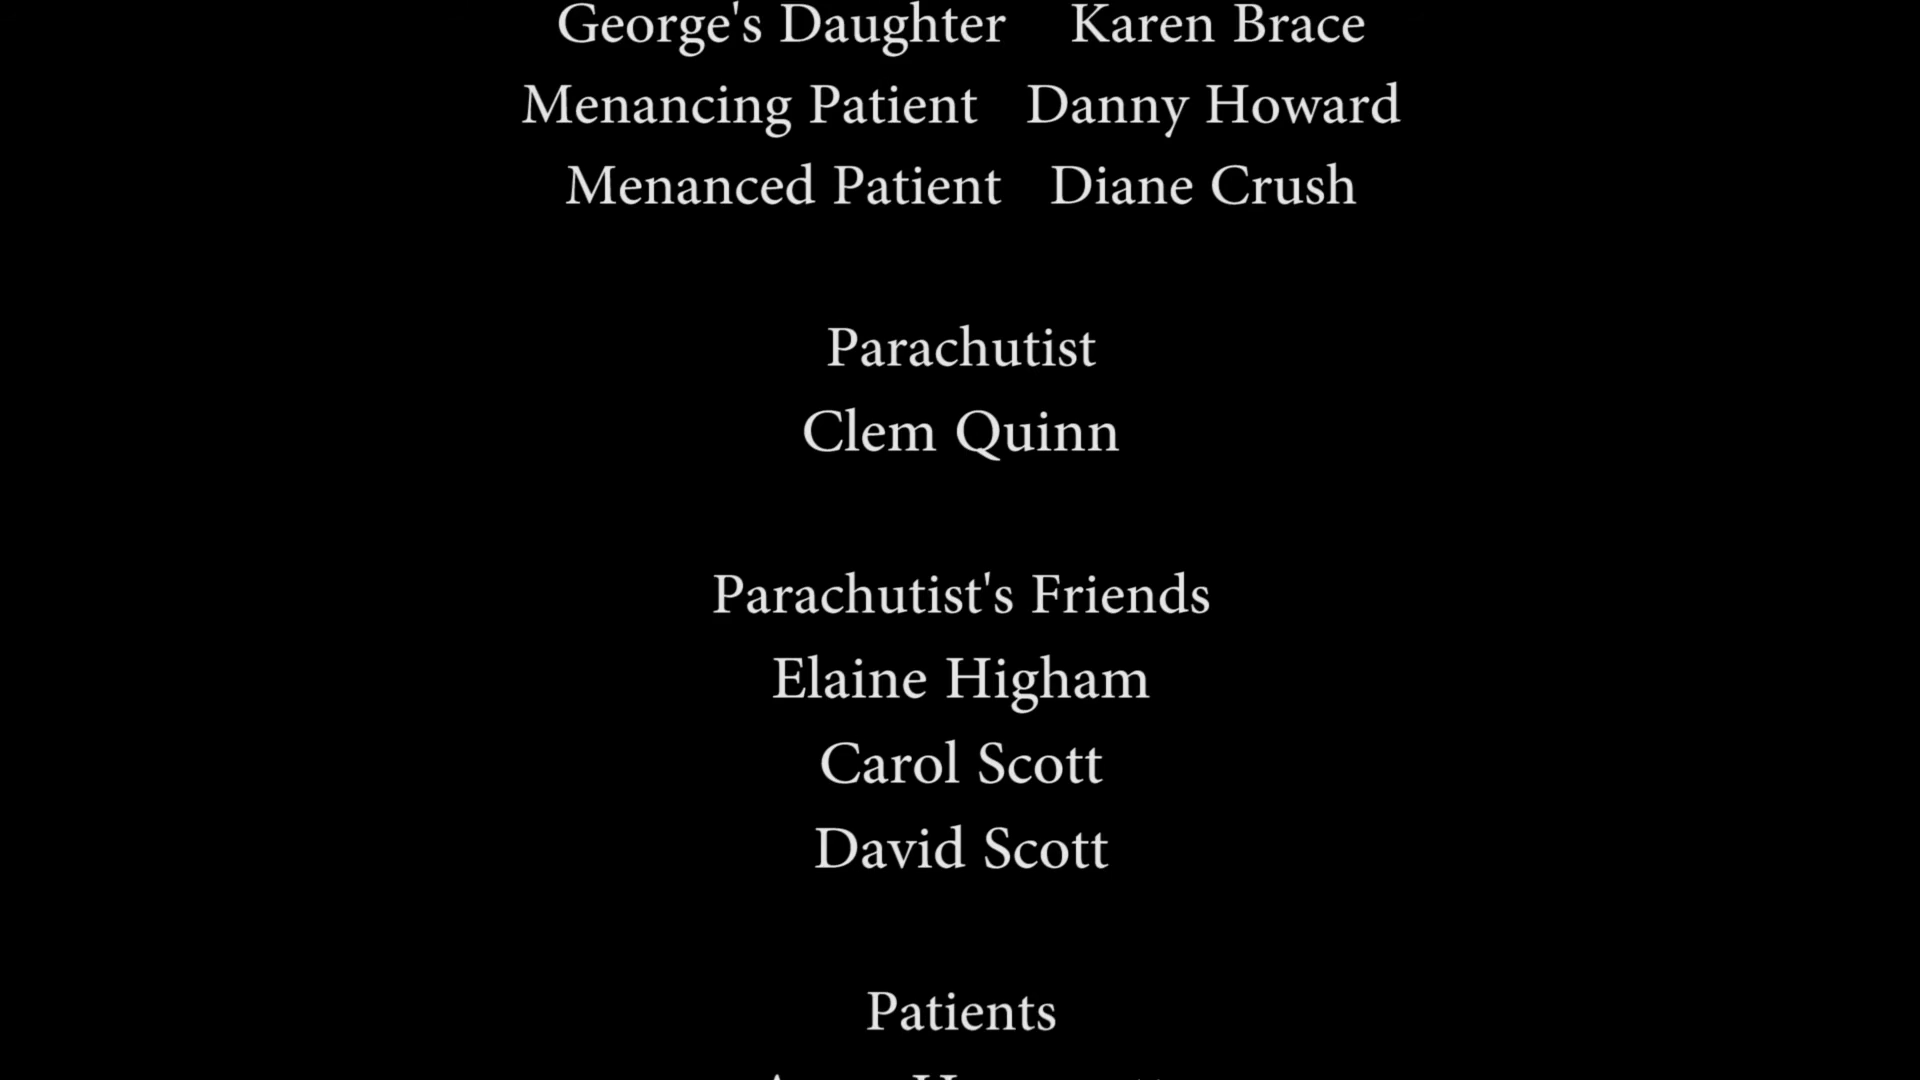 George's Daughter Karen Brace
Menancing Patient Danny Howard
Menanced Patient Diane Crush
Parachutist
Clem Quinn
Parachutist's Friends
Elaine Higham
Carol Scott
David Scott
Patients